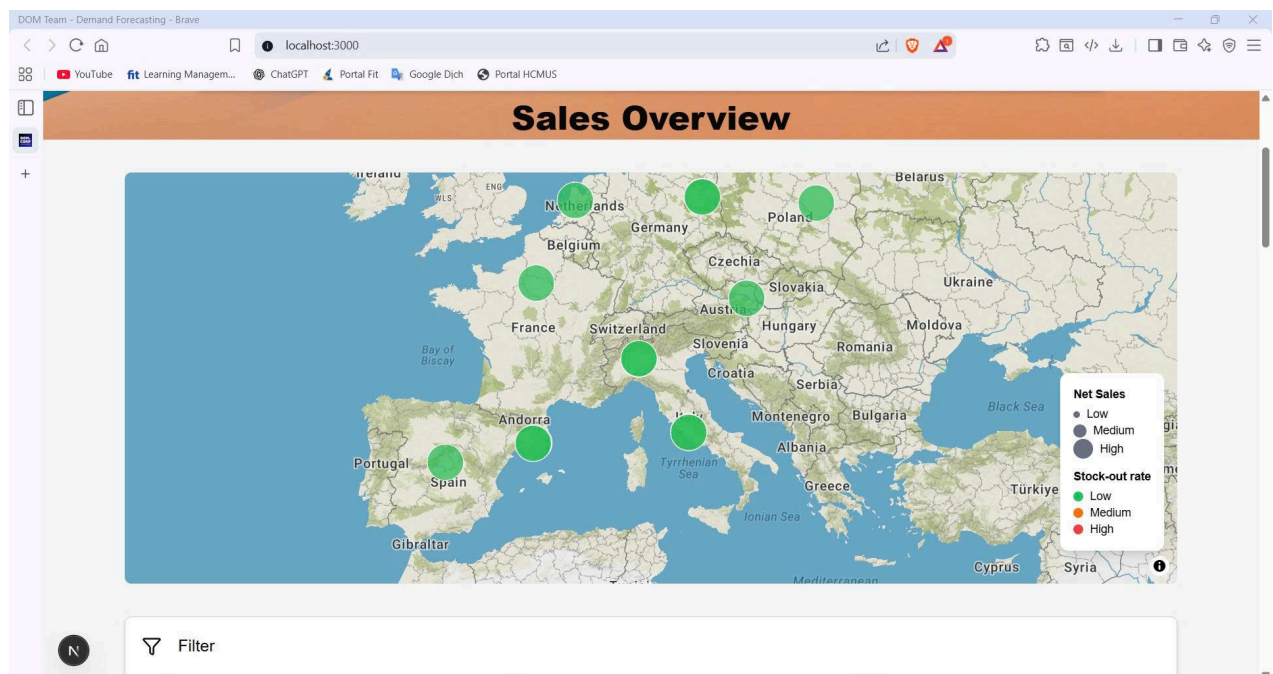 DOM Team - Demand Forecasting - Brave
localhost:3000
YouTube
fit Learning Managem...
ChatGPT
Portal Fit
Google Dịch
Portal HCMUS
Sales Overview
Ireland
WLS
ENG
Netherlands
Belarus
Poland
Germany
Belgium
Czechia
Slovakia
Ukraine
Austria
France
Switzerland
Hungary
Moldova
Slovenia
Romania
Bay of
Biscay
Croatia
Serbia
Black Sea
Andorra
Italy
Montenegro
Bulgaria
Albania
Portugal
Spain
Tyrrhenian
Sea
Greece
Türkiye
Ionian Sea
Gibraltar
Cyprus
Syria
Mediterranean
Net Sales
Low
Medium
High
Stock-out rate
Low
Medium
High
N
Filter